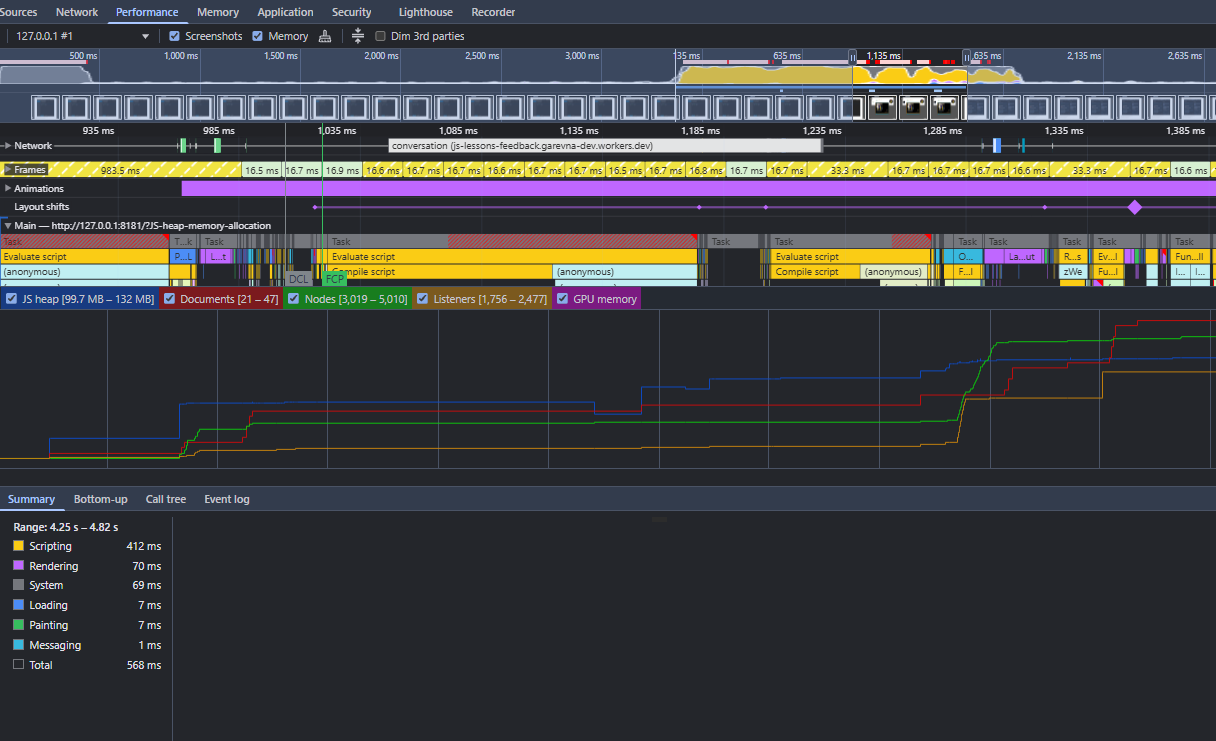 Sources Network Performance Memory Application Security Lighthouse Recorder
127.0.0.1 #1 Screenshots Memory Dim 3rd parties
500 ms 1,000 ms 1,500 ms 2,000 ms 2,500 ms 3,000 ms 135 ms 635 ms 1,135 ms 635 ms 2,135 ms 2,635 ms
935 ms 985 ms 1,035 ms 1,085 ms 1,135 ms 1,185 ms 1,235 ms 1,285 ms 1,335 ms 1,385 ms
Network conversation (js-lessons-feedback.garevna-dev.workers.dev)
Frames 983.5 ms 16.5 ms 16.7 ms 16.9 ms 16.6 ms 16.7 ms 16.7 ms 16.6 ms 16.7 ms 16.7 ms 16.5 ms 16.7 ms 16.8 ms 16.7 ms 16.7 ms 33.3 ms 16.7 ms 16.7 ms 16.7 ms 16.6 ms 33.3 ms 16.7 ms 16.6 ms
Animations
Layout shifts
Main — http://127.0.0.1:8181/?JS-heap-memory-allocation
Task T...k Task Task Task Task Task Task Task Task Task
Evaluate script P...L L...t Evaluate script Evaluate script O... La...ut R...s Ev...l Fun...ll
(anonymous) Compile script (anonymous) Compile script (anonymous) F...l zWe Fu...l I... I...
DCL FCP
JS heap [99.7 MB – 132 MB] Documents [21 – 47] Nodes [3,019 – 5,010] Listeners [1,756 – 2,477] GPU memory
Summary Bottom-up Call tree Event log
Range: 4.25 s – 4.82 s
Scripting 412 ms
Rendering 70 ms
System 69 ms
Loading 7 ms
Painting 7 ms
Messaging 1 ms
Total 568 ms